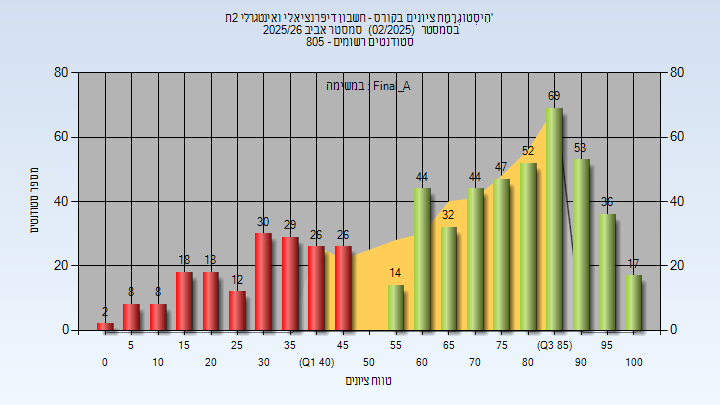 היסטוגרמת ציונים בקורס - חשבון דיפרנציאלי ואינטגרלי 2ת'
בסמסטר (02/2025) סמסטר אביב 2025/26
סטודנטים רשומים - 805
במשימה : Final_A
80 80
60 60
40 40
20 20
0 0
מספר סטודנטים
2 8 8 18 18 12 30 29 26 26 14 44 32 44 47 52 69 53 36 17
5 15 25 35 45 55 65 75 (Q3 85) 95
0 10 20 30 (Q1 40) 50 60 70 80 90 100
טווח ציונים